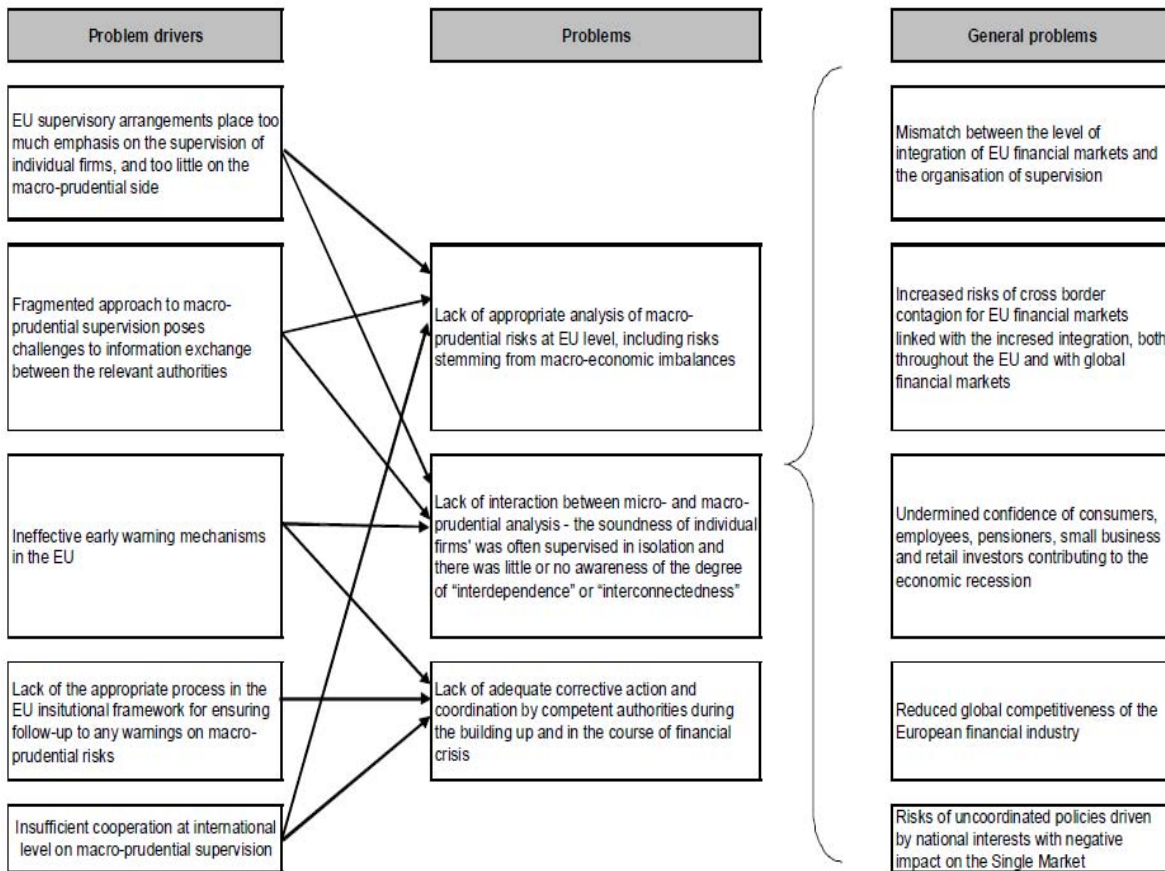 Problem drivers
Problems
General problems
EU supervisory arrangements place too
much emphasis on the supervision of
individual firms, and too little on the
macro-prudential side
Fragmented approach to macro-
prudential supervision poses
challenges to information exchange
between the relevant authorities
Ineffective early warning mechanisms
in the EU
Lack of the appropriate process in the
EU insitutional framework for ensuring
follow-up to any warnings on macro-
prudential risks
Insufficient cooperation at international
level on macro-prudential supervision
Lack of appropriate analysis of macro-
prudential risks at EU level, including risks
stemming from macro-economic imbalances
Lack of interaction between micro- and macro-
prudential analysis - the soundness of individual
firms' was often supervised in isolation and
there was little or no awareness of the degree
of “interdependence” or “interconnectedness”
Lack of adequate corrective action and
coordination by competent authorities during
the building up and in the course of financial
crisis
Mismatch between the level of
integration of EU financial markets and
the organisation of supervision
Increased risks of cross border
contagion for EU financial markets
linked with the incresed integration, both
throughout the EU and with global
financial markets
Undermined confidence of consumers,
employees, pensioners, small business
and retail investors contributing to the
economic recession
Reduced global competitiveness of the
European financial industry
Risks of uncoordinated policies driven
by national interests with negative
impact on the Single Market